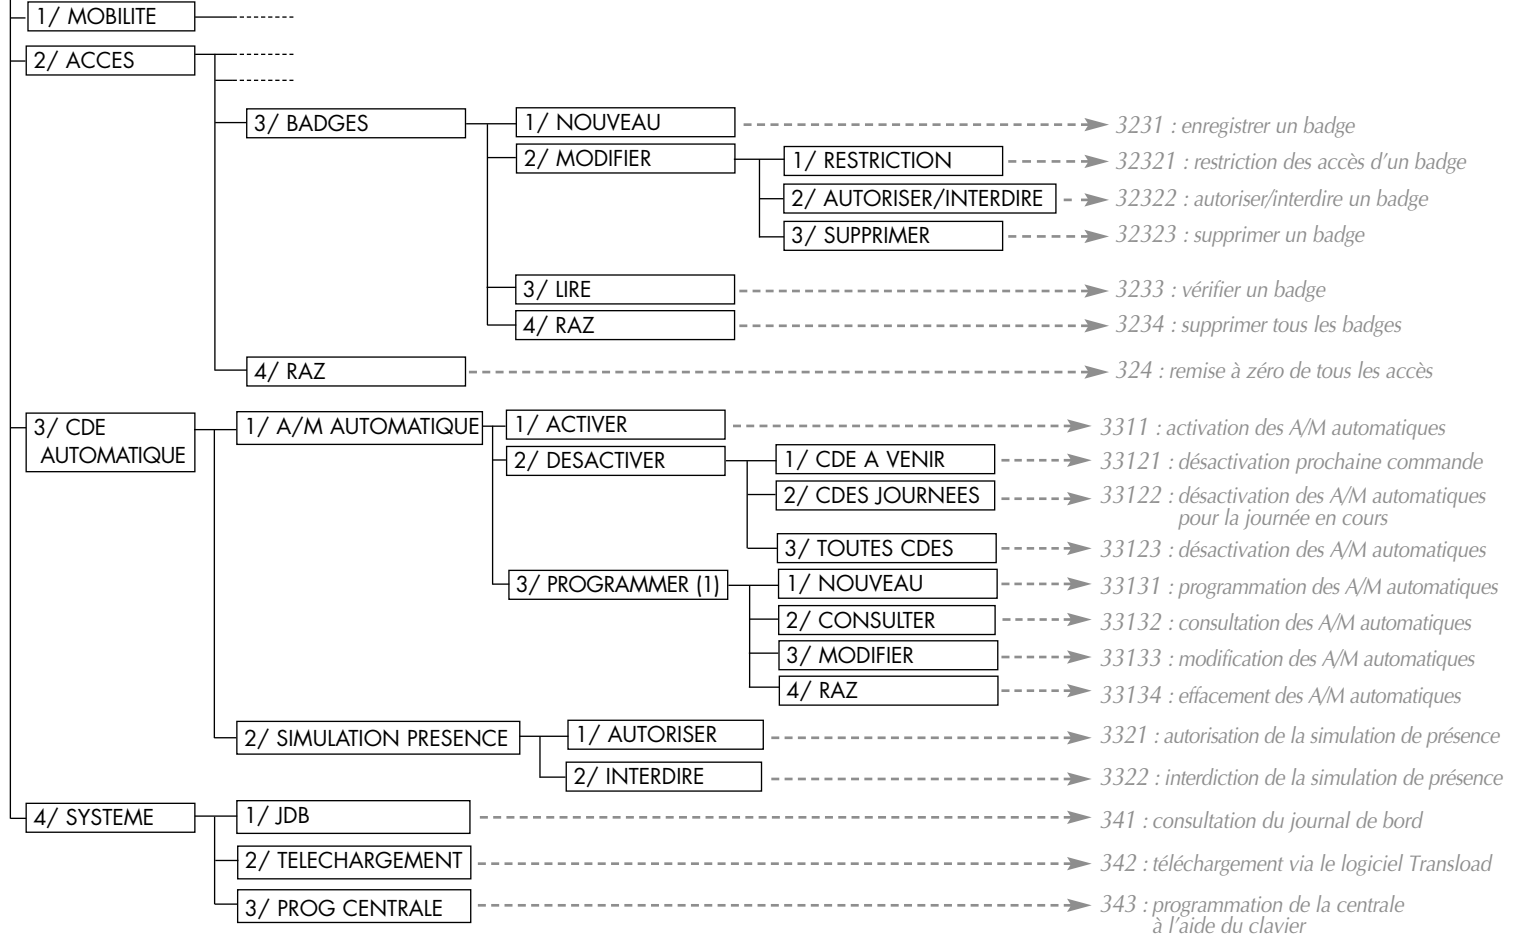 1/ MOBILITE
2/ ACCES
3/ BADGES
1/ NOUVEAU
3231 : enregistrer un badge
2/ MODIFIER
1/ RESTRICTION
32321 : restriction des accès d'un badge
2/ AUTORISER/INTERDIRE
32322 : autoriser/interdire un badge
3/ SUPPRIMER
32323 : supprimer un badge
3/ LIRE
3233 : vérifier un badge
4/ RAZ
3234 : supprimer tous les badges
4/ RAZ
324 : remise à zéro de tous les accès
3/ CDE
AUTOMATIQUE
1/ A/M AUTOMATIQUE
1/ ACTIVER
3311 : activation des A/M automatiques
2/ DESACTIVER
1/ CDE A VENIR
33121 : désactivation prochaine commande
2/ CDES JOURNEES
33122 : désactivation des A/M automatiques
pour la journée en cours
3/ TOUTES CDES
33123 : désactivation des A/M automatiques
3/ PROGRAMMER (1)
1/ NOUVEAU
33131 : programmation des A/M automatiques
2/ CONSULTER
33132 : consultation des A/M automatiques
3/ MODIFIER
33133 : modification des A/M automatiques
4/ RAZ
33134 : effacement des A/M automatiques
2/ SIMULATION PRESENCE
1/ AUTORISER
3321 : autorisation de la simulation de présence
2/ INTERDIRE
3322 : interdiction de la simulation de présence
4/ SYSTEME
1/ JDB
341 : consultation du journal de bord
2/ TELECHARGEMENT
342 : téléchargement via le logiciel Transload
3/ PROG CENTRALE
343 : programmation de la centrale
à l'aide du clavier